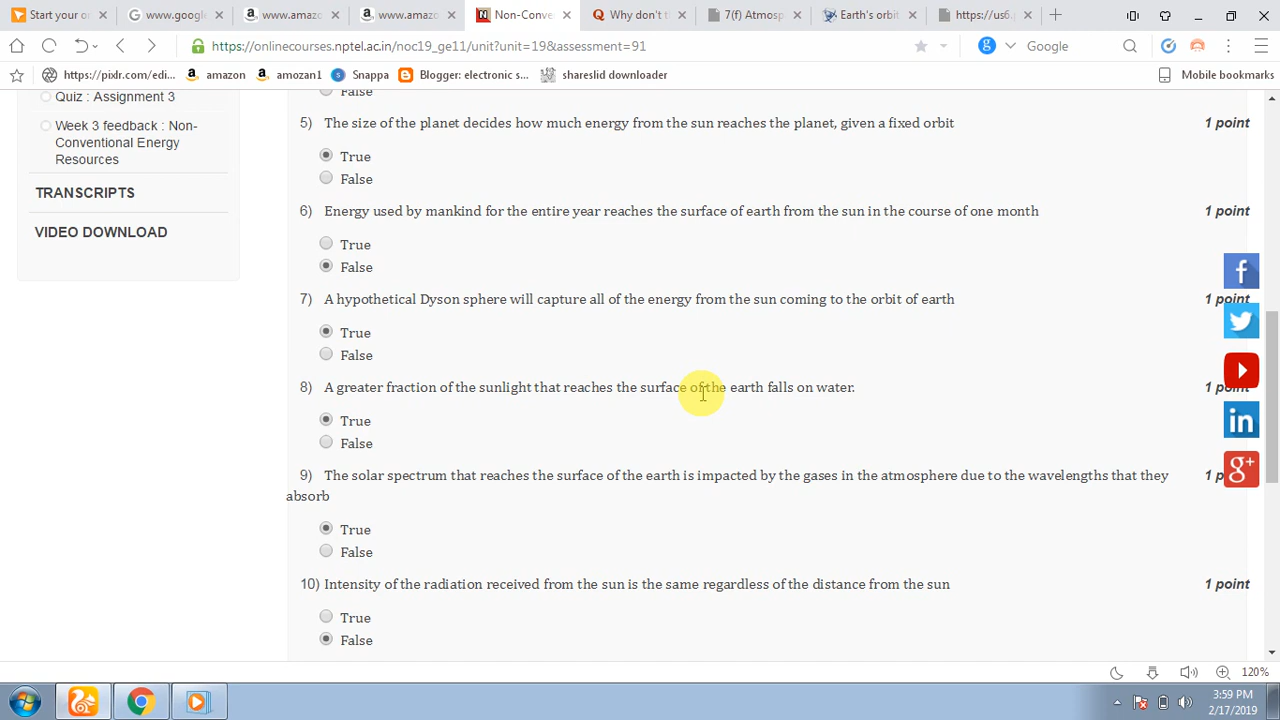 Start your or
www.googl
www.amazo
www.amazo
Non-Conve
Why don't t
7(f) Atmosp
Earth's orbit
https://us6.g
https://onlinecourses.nptel.ac.in/noc19_ge11/unit?unit=19&assessment=91
Google
https://pixlr.com/edi...
amazon
amozan1
Snappa
Blogger: electronic s...
shareslid downloader
Mobile bookmarks
Quiz : Assignment 3
Week 3 feedback : Non-
Conventional Energy
Resources
TRANSCRIPTS
VIDEO DOWNLOAD
False
5) The size of the planet decides how much energy from the sun reaches the planet, given a fixed orbit 1 point
True
False
6) Energy used by mankind for the entire year reaches the surface of earth from the sun in the course of one month 1 point
True
False
7) A hypothetical Dyson sphere will capture all of the energy from the sun coming to the orbit of earth 1 point
True
False
8) A greater fraction of the sunlight that reaches the surface of the earth falls on water. 1 point
True
False
9) The solar spectrum that reaches the surface of the earth is impacted by the gases in the atmosphere due to the wavelengths that they 1 p
absorb
True
False
10) Intensity of the radiation received from the sun is the same regardless of the distance from the sun 1 point
True
False
120%
3:59 PM
2/17/2019